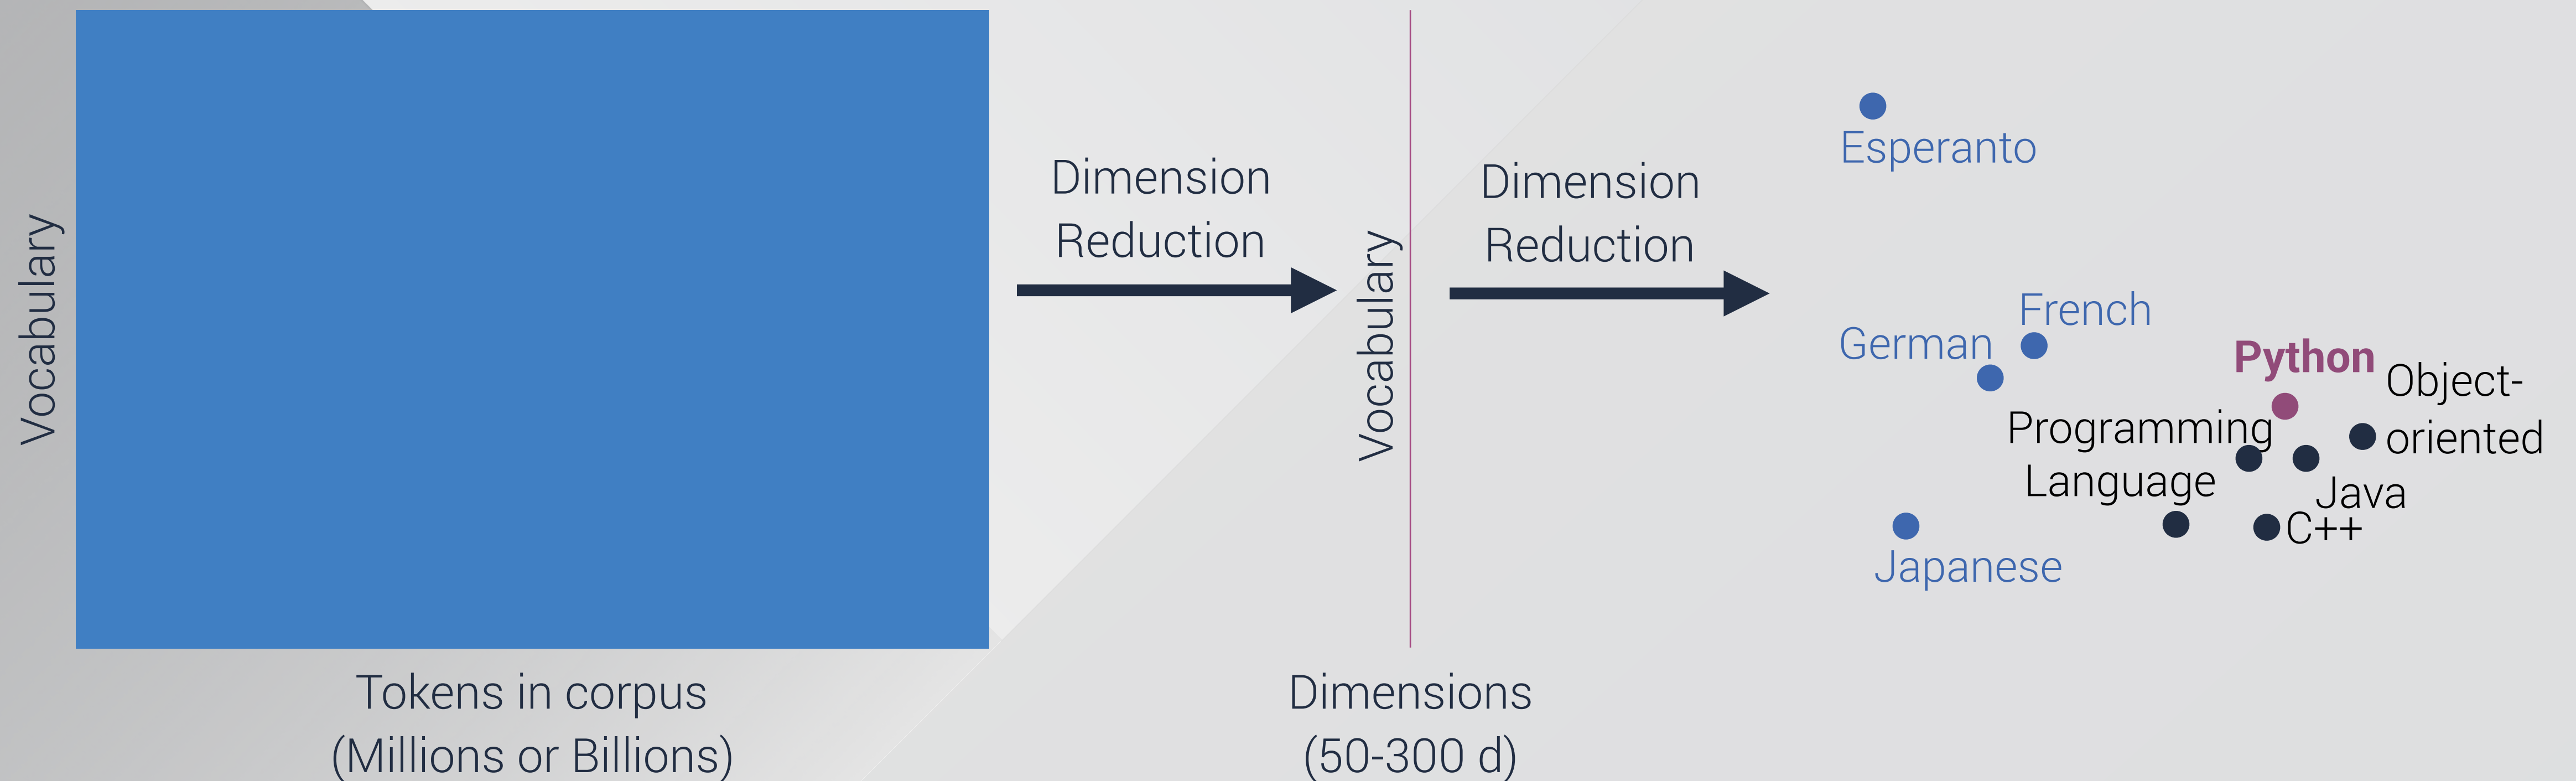 Vocabulary
Tokens in corpus
(Millions or Billions)
Dimension
Reduction
Vocabulary
Dimensions
(50-300 d)
Dimension
Reduction
Esperanto
French
German
Python
Object-
oriented
Programming
Language
Java
C++
Japanese